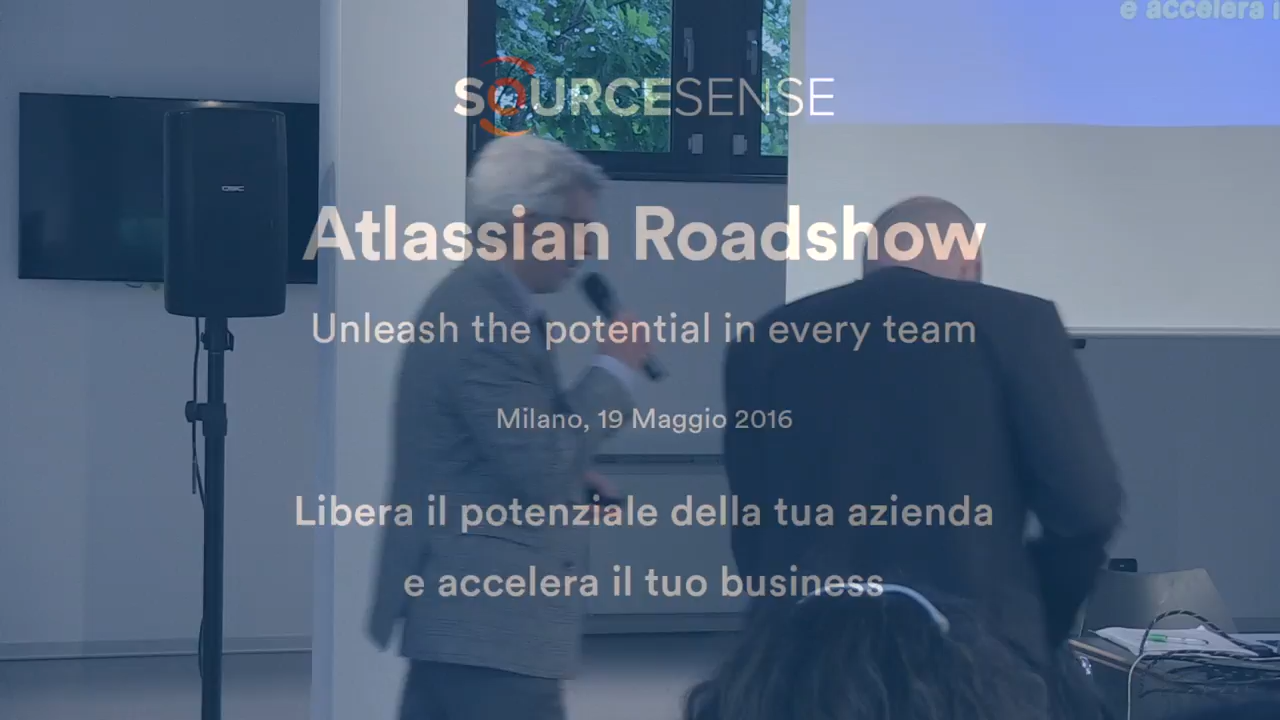 e accelera i
SOURCESENSE
QSC
Atlassian Roadshow
Unleash the potential in every team
Milano, 19 Maggio 2016
Libera il potenziale della tua azienda
e accelera il tuo business